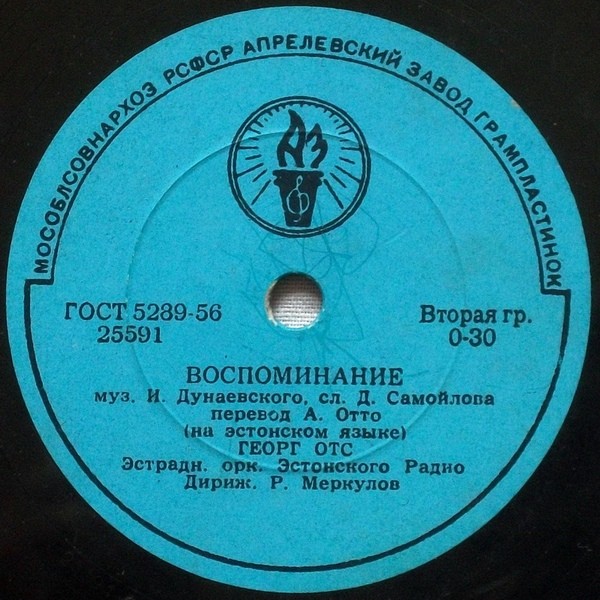 МОСОБЛСОВНАРХОЗ РСФСР АПРЕЛЕВСКИЙ ЗАВОД ГРАМПЛАСТИНОК
АЗ
ГОСТ 5289-56
25591
Вторая гр.
0-30
ВОСПОМИНАНИЕ
муз. И. Дунаевского, сл. Д. Самойлова
перевод А. Отто
(на эстонском языке)
ГЕОРГ ОТС
Эстрадн. орк. Эстонского Радио
Дириж. Р. Меркулов